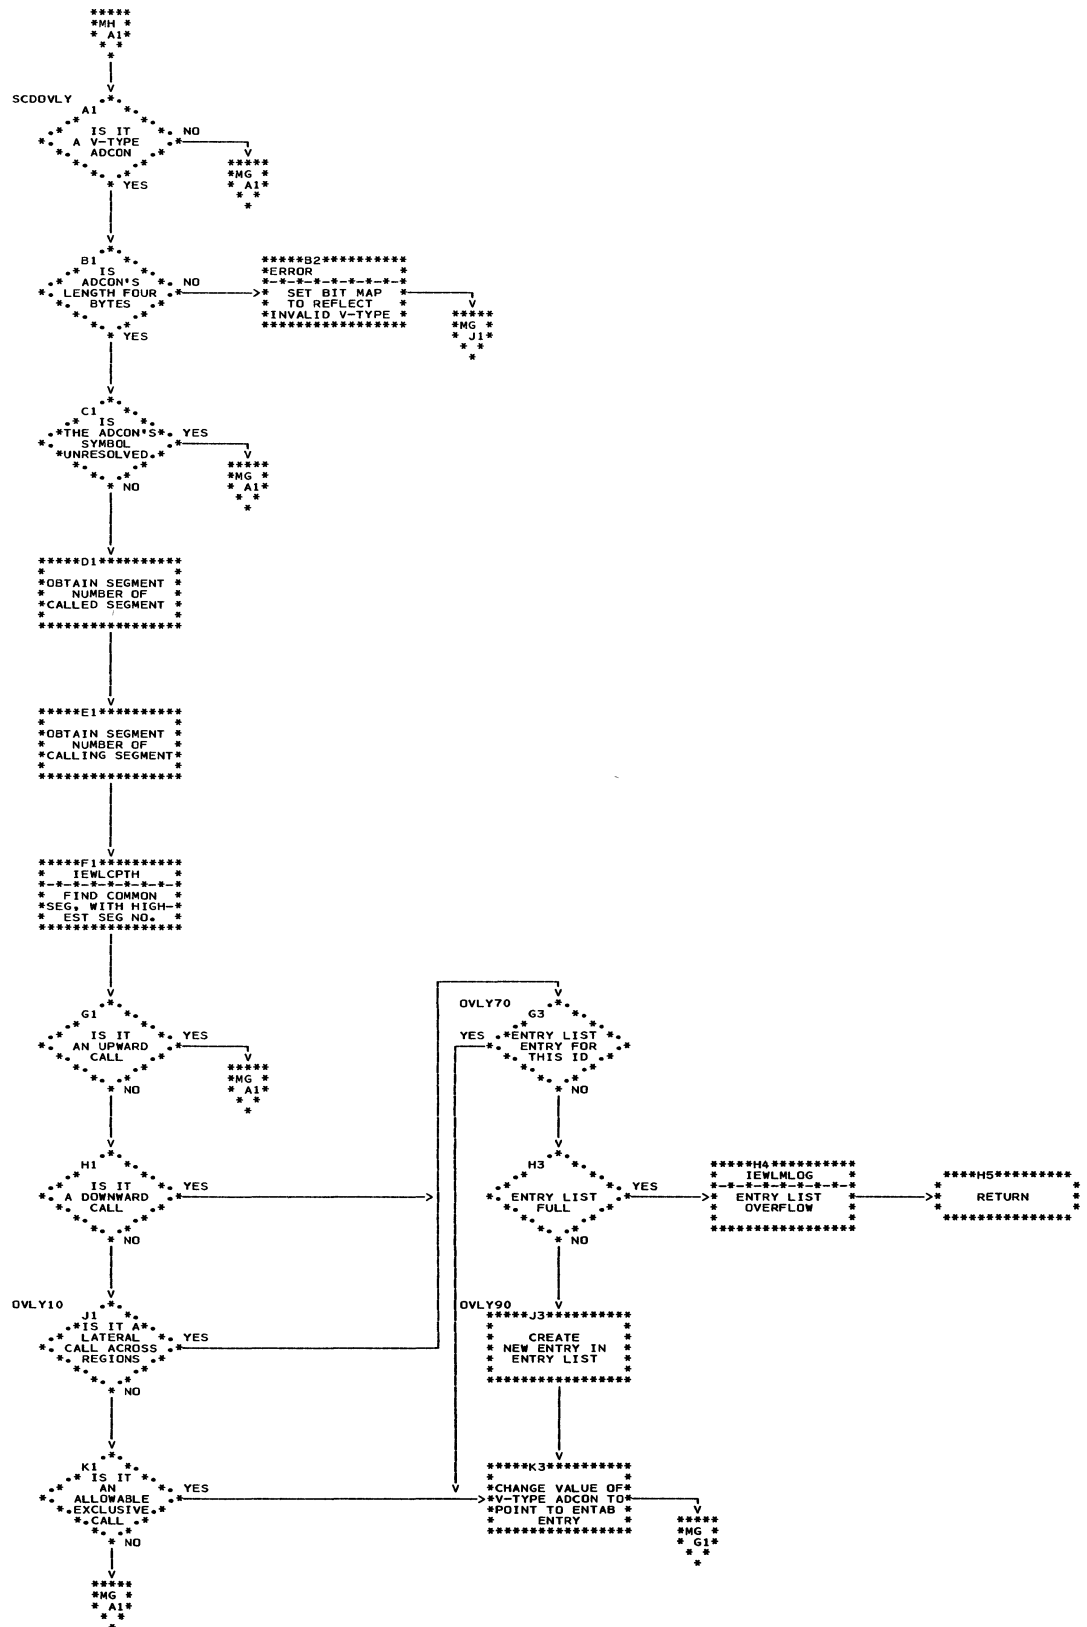 MH
A1
SCDOVLY
A1
IS IT
A V-TYPE
ADCON
NO
MG
A1
YES
B1
IS
ADCON'S
LENGTH FOUR
BYTES
NO
B2
ERROR
SET BIT MAP
TO REFLECT
INVALID V-TYPE
MG
J1
YES
C1
IS
THE ADCON'S
SYMBOL
UNRESOLVED.
YES
MG
A1
NO
D1
OBTAIN SEGMENT
NUMBER OF
CALLED SEGMENT
E1
OBTAIN SEGMENT
NUMBER OF
CALLING SEGMENT
F1
IEWLCPTH
FIND COMMON
SEG, WITH HIGH-
EST SEG NO.
G1
IS IT
AN UPWARD
CALL
YES
MG
A1
NO
OVLY70
G3
ENTRY LIST
ENTRY FOR
THIS ID
YES
NO
H1
IS IT
A DOWNWARD
CALL
YES
NO
H3
ENTRY LIST
FULL
YES
NO
H4
IEWLMLOG
ENTRY LIST
OVERFLOW
H5
RETURN
OVLY10
J1
IS IT A
LATERAL
CALL ACROSS
REGIONS
YES
NO
OVLY90
J3
CREATE
NEW ENTRY IN
ENTRY LIST
K1
IS IT
AN
ALLOWABLE
EXCLUSIVE
CALL
YES
NO
K3
CHANGE VALUE OF
V-TYPE ADCON TO
POINT TO ENTAB
ENTRY
MG
G1
MG
A1